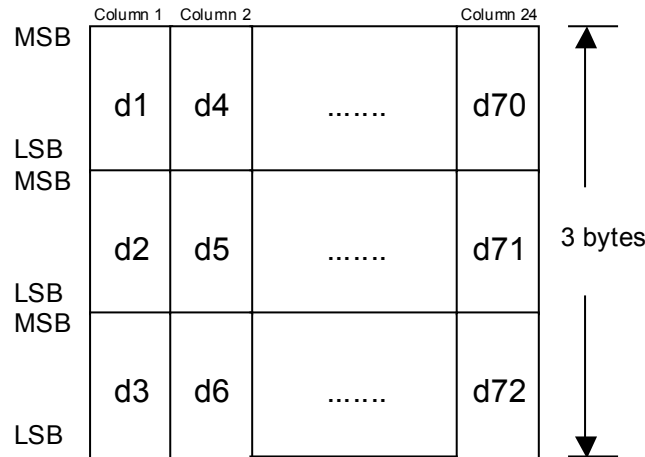 Column 1 Column 2 Column 24
MSB
d1 d4 ....... d70
LSB
MSB
d2 d5 ....... d71 3 bytes
LSB
MSB
d3 d6 ....... d72
LSB